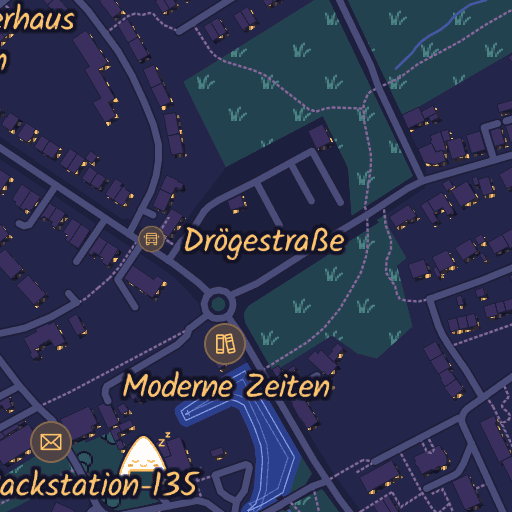 erhaus
n
Drögestraße
Moderne Zeiten
z z
ackstation-135